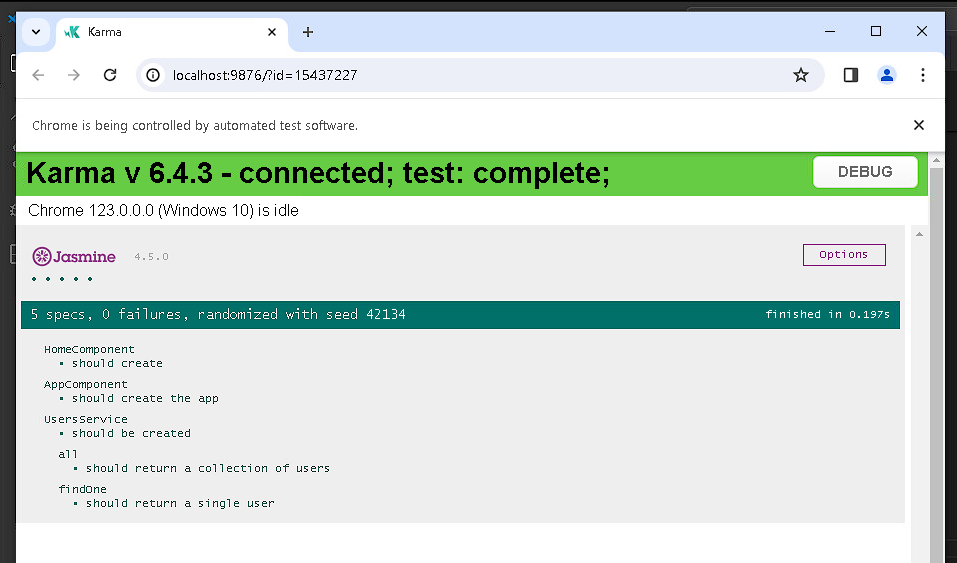 Karma
localhost:9876/?id=15437227
Chrome is being controlled by automated test software.
Karma v 6.4.3 - connected; test: complete;
DEBUG
Chrome 123.0.0.0 (Windows 10) is idle
Jasmine 4.5.0
Options
5 specs, 0 failures, randomized with seed 42134
finished in 0.197s
HomeComponent
• should create
AppComponent
• should create the app
UsersService
• should be created
all
• should return a collection of users
findOne
• should return a single user